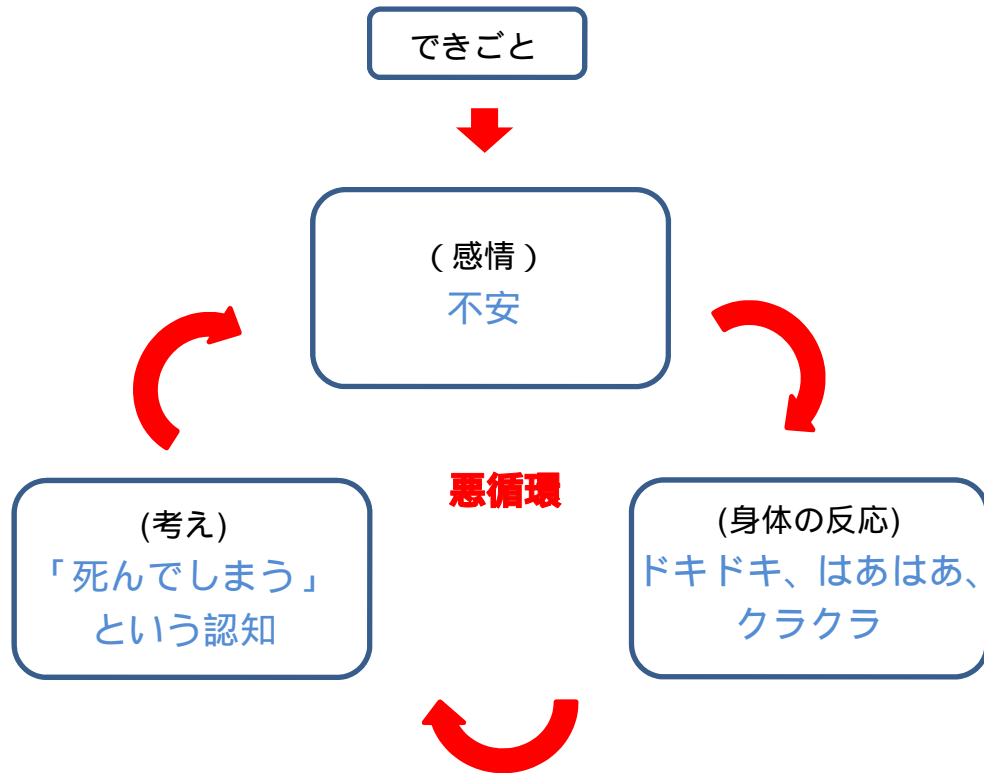 できごと
（感情）
不安
悪循環
(考え)
「死んでしまう」
という認知
(身体の反応)
ドキドキ、はあはあ、
クラクラ